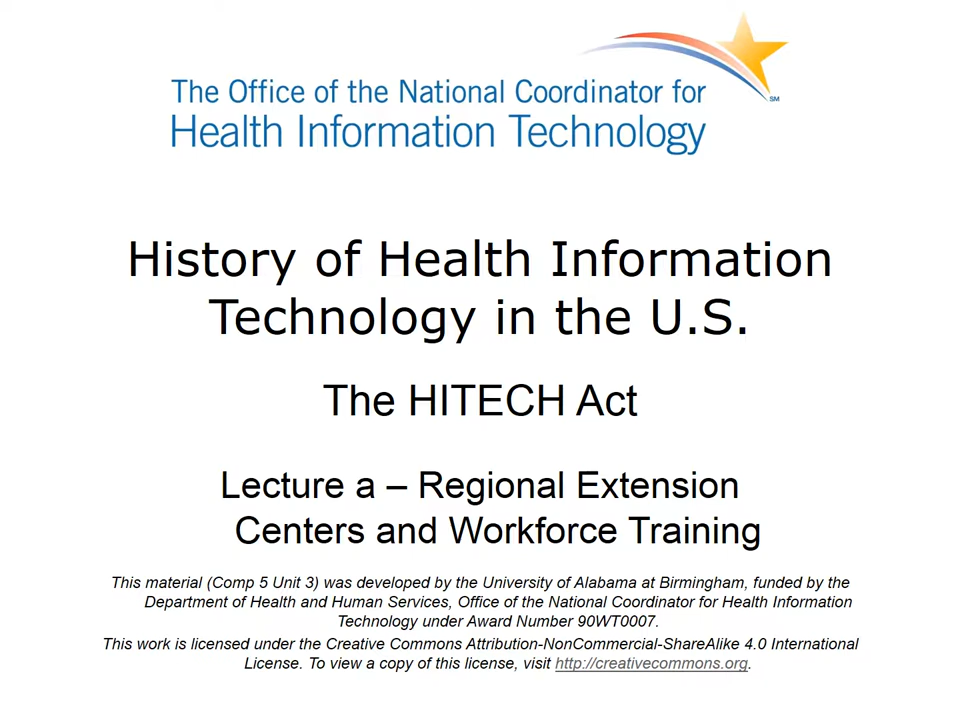 The Office of the National Coordinator for
Health Information Technology
SM
History of Health Information
Technology in the U.S.
The HITECH Act
Lecture a – Regional Extension
Centers and Workforce Training
This material (Comp 5 Unit 3) was developed by the University of Alabama at Birmingham, funded by the
Department of Health and Human Services, Office of the National Coordinator for Health Information
Technology under Award Number 90WT0007.
This work is licensed under the Creative Commons Attribution-NonCommercial-ShareAlike 4.0 International
License. To view a copy of this license, visit http://creativecommons.org.